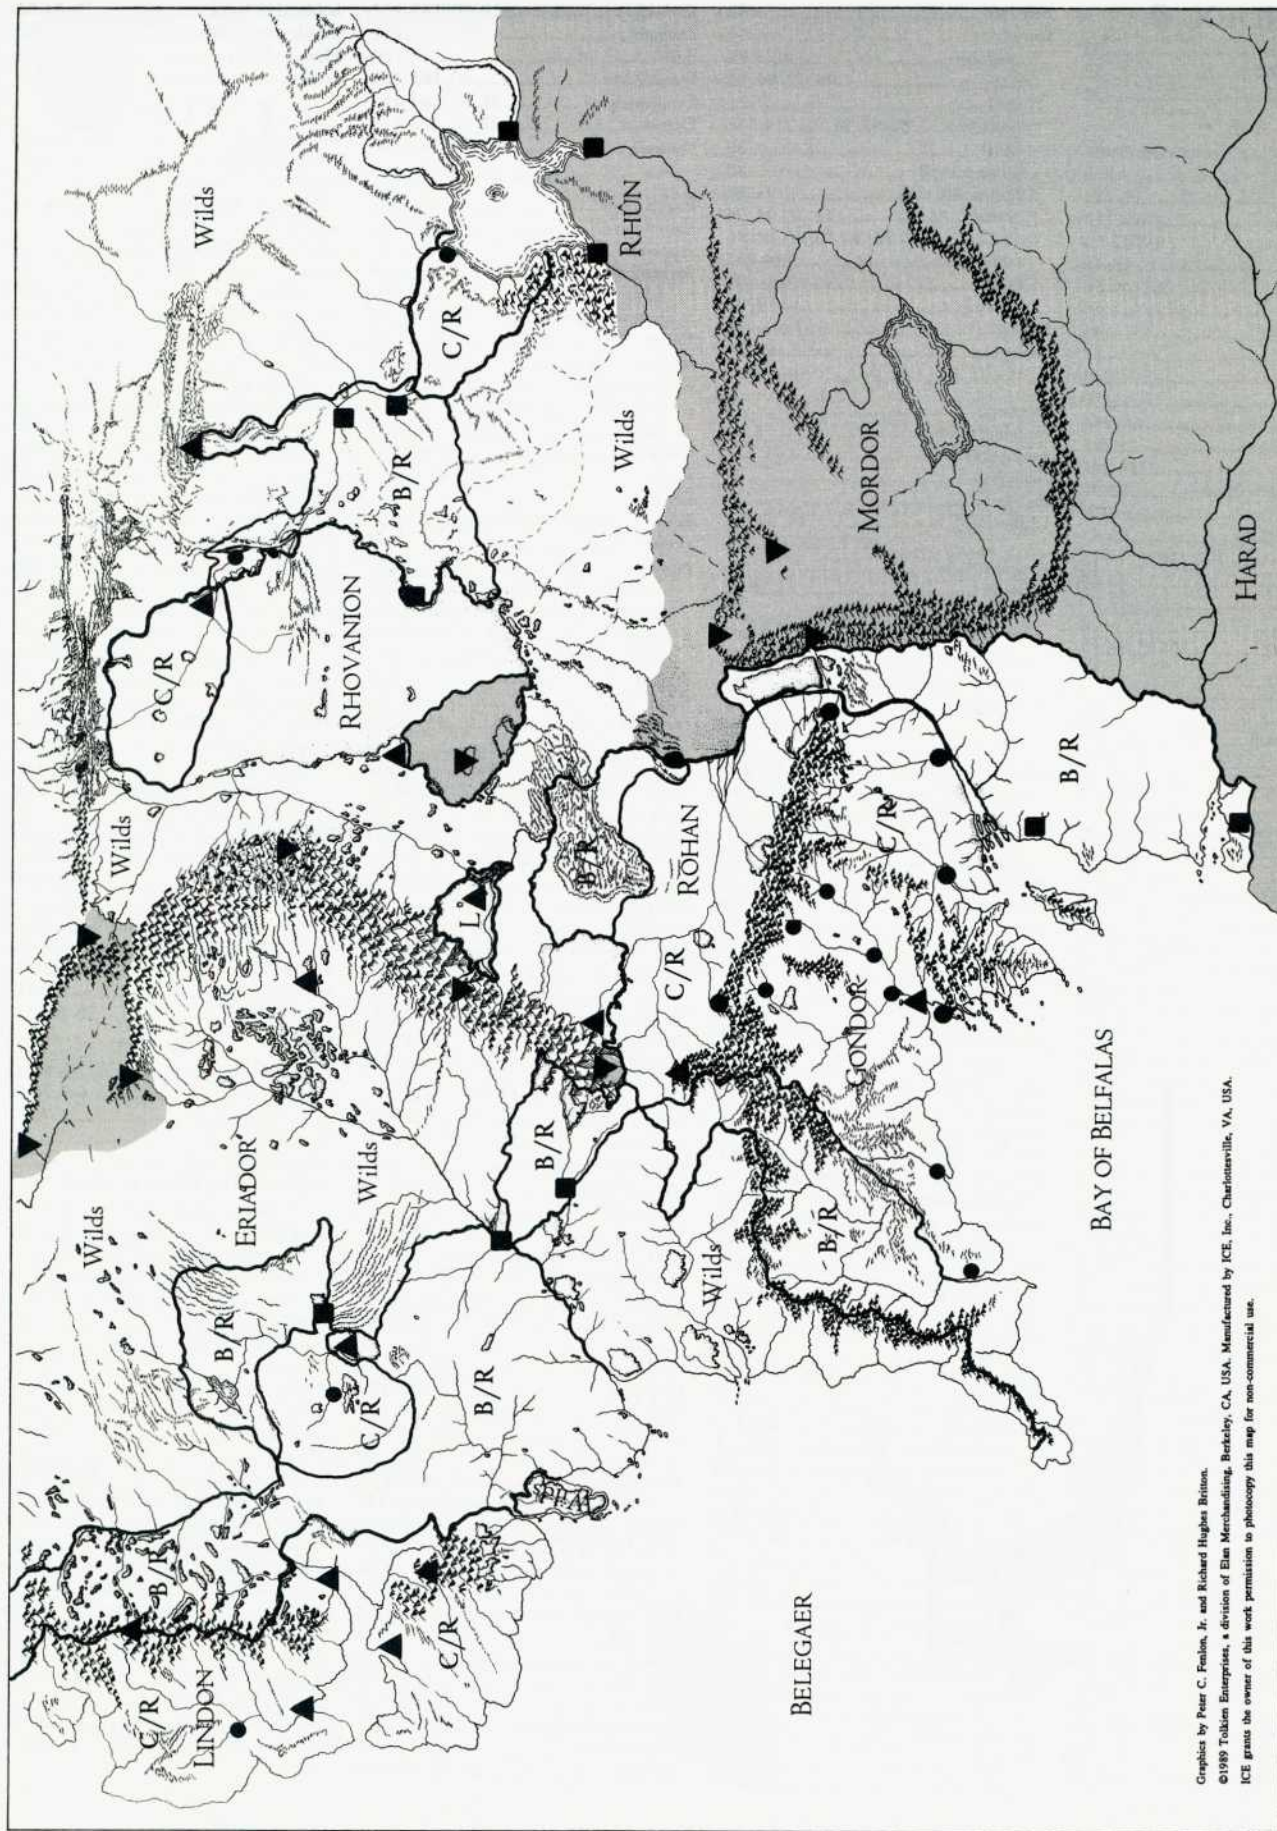 Wilds
Wilds
C/R
B/R
C/R
LINDON
Wilds
B/R
ERIADOR
RHOVANION
C/R
Wilds
B/R
C/R
C/R
L
B/R
B/R
Wilds
B/R
Wilds
RHÛN
C/R
ROHAN
Wilds
BELEGAER
B/R
GONDOR
MORDOR
C/R
B/R
BAY OF BELFALAS
HARAD
Graphics by Peter C. Fenlon, Jr. and Richard Hughes Britton.
©1989 Tolkien Enterprises, a division of Elan Merchandising, Berkeley, CA, USA. Manufactured by ICE, Inc., Charlottesville, VA, USA.
ICE grants the owner of this work permission to photocopy this map for non-commercial use.